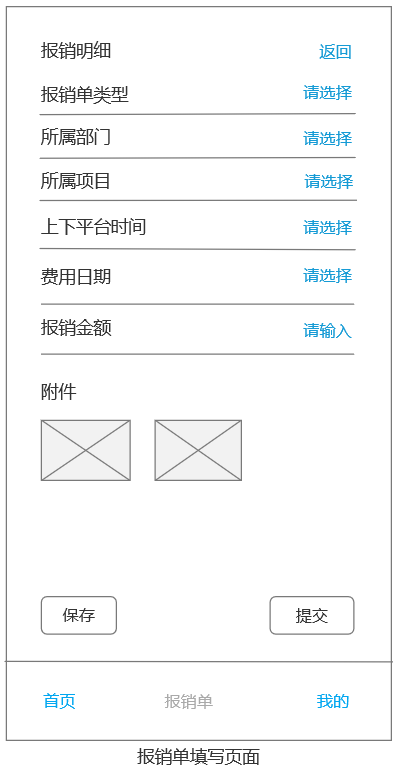 报销明细 返回
报销单类型 请选择
所属部门 请选择
所属项目 请选择
上下平台时间 请选择
费用日期 请选择
报销金额 请输入
附件
保存 提交
首页 报销单 我的
报销单填写页面